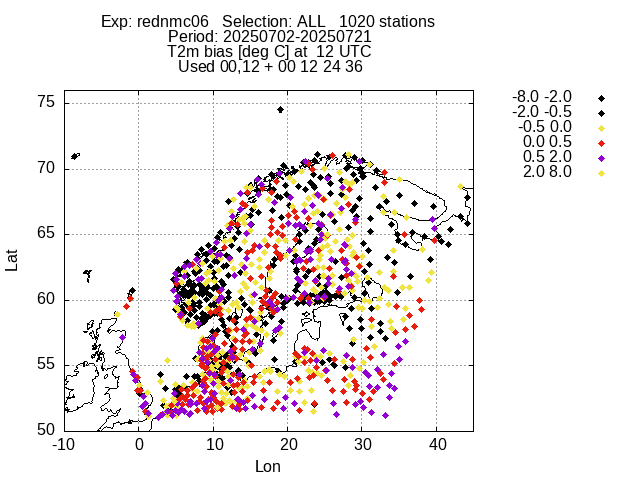 Exp: rednmc06 Selection: ALL 1020 stations
Period: 20250702-20250721
T2m bias [deg C] at 12 UTC
Used 00,12 + 00 12 24 36
-8.0 -2.0
-2.0 -0.5
-0.5 0.0
0.0 0.5
0.5 2.0
2.0 8.0
75
70
65
60
55
50
Lat
-10 0 10 20 30 40
Lon